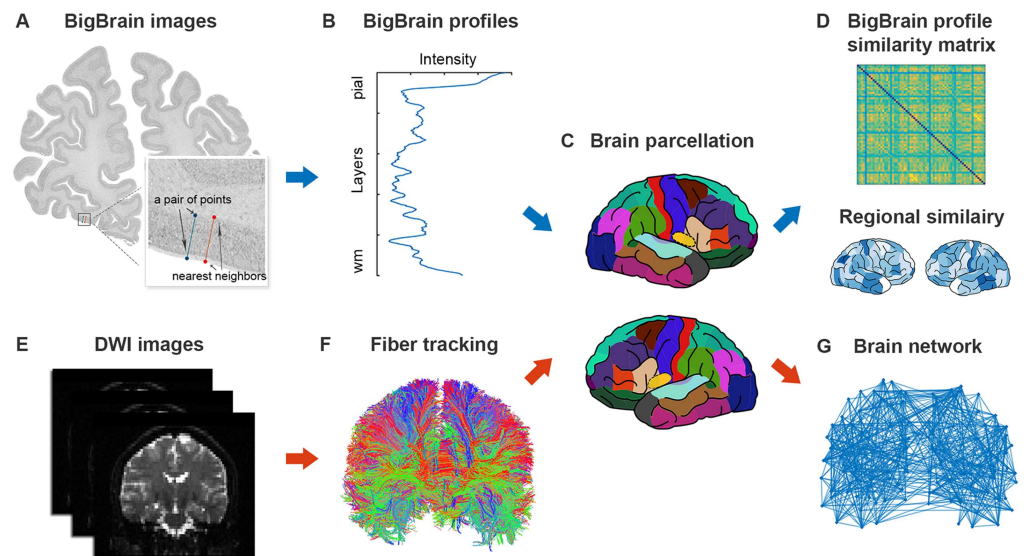 A BigBrain images
a pair of points
nearest neighbors
B BigBrain profiles
Intensity
pial
Layers
wm
C Brain parcellation
D BigBrain profile
similarity matrix
Regional similairy
E DWI images
F Fiber tracking
G Brain network